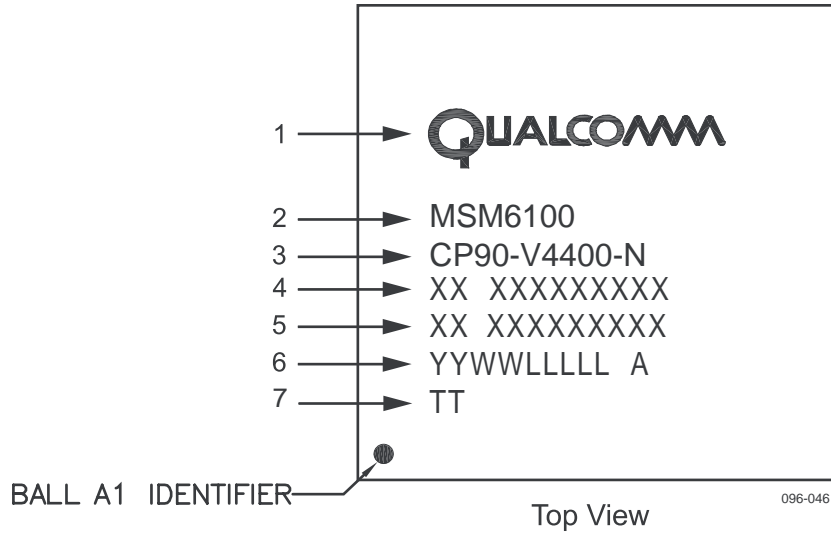 1 QUALCOMM
2 MSM6100
3 CP90-V4400-N
4 XX XXXXXXXXX
5 XX XXXXXXXXX
6 YYWWLLLLL A
7 TT
BALL A1 IDENTIFIER
Top View
096-046